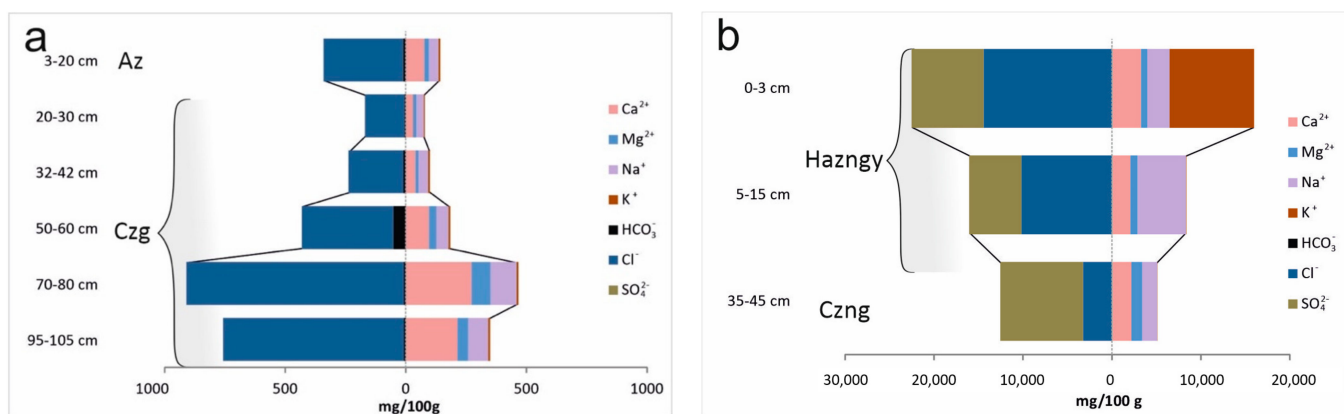 a
3-20 cm
Az
20-30 cm
32-42 cm
50-60 cm
Czg
70-80 cm
95-105 cm
Ca²⁺
Mg²⁺
Na⁺
K⁺
HCO₃⁻
Cl⁻
SO₄²⁻
1000 500 0 500 1000
mg/100g
b
0-3 cm
Hazngy
5-15 cm
35-45 cm
Czng
Ca²⁺
Mg²⁺
Na⁺
K⁺
HCO₃⁻
Cl⁻
SO₄²⁻
30,000 20,000 10,000 0 10,000 20,000
mg/100 g